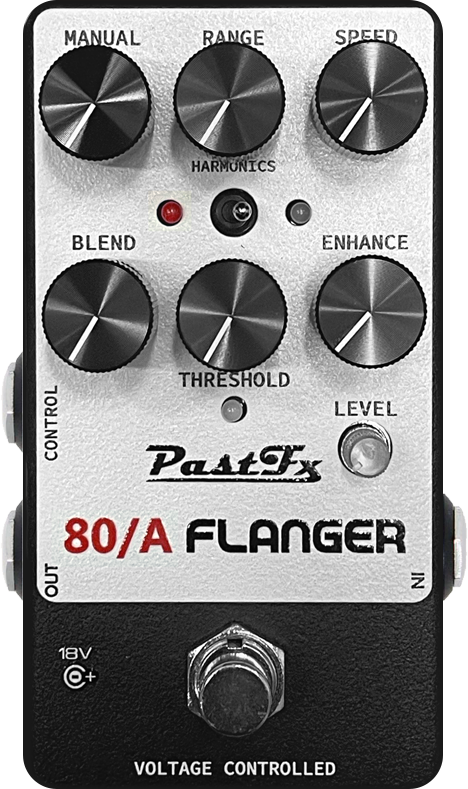 MANUAL RANGE SPEED
HARMONICS
BLEND ENHANCE
THRESHOLD
LEVEL
CONTROL
PastFx
80/A FLANGER
OUT IN
18V
+
VOLTAGE CONTROLLED